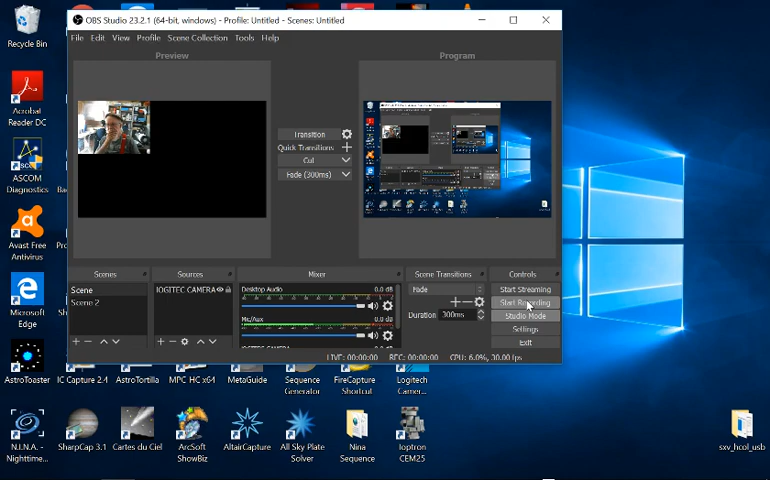 OBS Studio 23.2.1 (64-bit, windows) - Profile: Untitled - Scenes: Untitled
File Edit View Profile Scene Collection Tools Help
Preview
Program
Transition
Quick Transitions
Cut
Fade (300ms)
Scenes
Scene
Scene 2
Sources
lOGITEC CAMERA
Mixer
Desktop Audio 0.0 dB
Mic/Aux 0.0 dB
Scene Transitions
Fade
Duration 300ms
Controls
Start Streaming
Start Recording
Studio Mode
Settings
Exit
LIVE: 00:00:00 REC: 00:00:00 CPU: 6.0%, 30.00 fps
Recycle Bin
Acrobat
Reader DC
ASCOM
Diagnostics
Avast Free
Antivirus
Microsoft
Edge
AstroToaster
IC Capture 2.4
AstroTortilla
MPC HC x64
MetaGuide
Sequence
Generator
FireCapture
Shortcut
Logitech
Camer...
N.I.N.A. -
Nighttime...
SharpCap 3.1
Cartes du Ciel
ArcSoft
ShowBiz
AltairCapture
All Sky Plate
Solver
Nina
Sequence
Ioptron
CEM25
sxv_hcol_usb